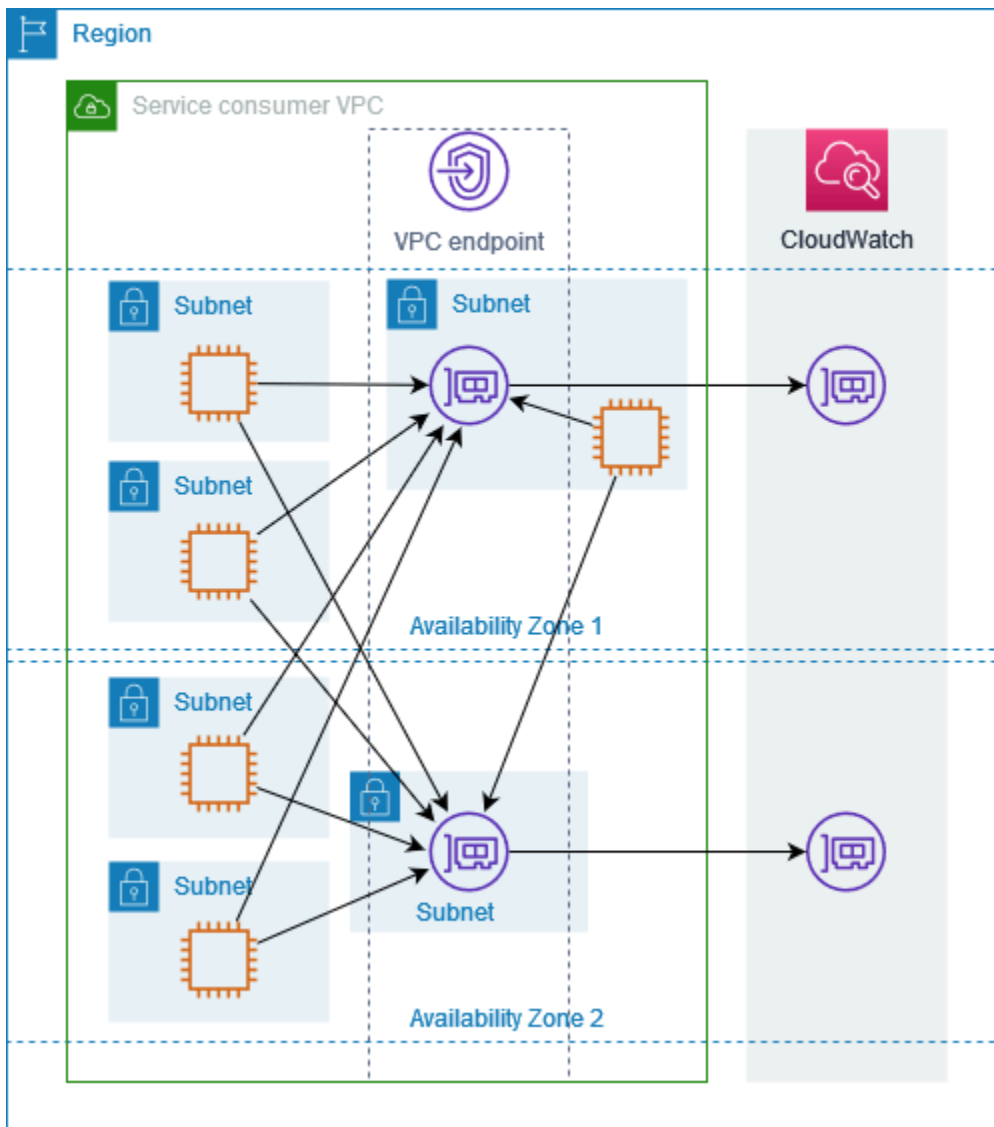 Region
Service consumer VPC
VPC endpoint
CloudWatch
Subnet
Subnet
Subnet
Availability Zone 1
Subnet
Subnet
Subnet
Availability Zone 2